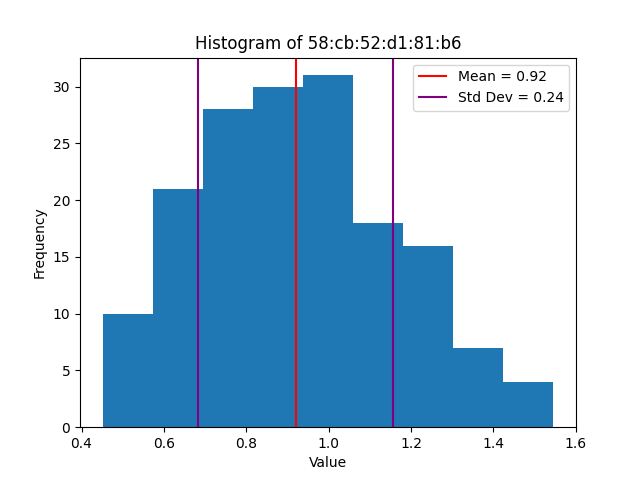 Histogram of 58:cb:52:d1:81:b6
Mean = 0.92
Std Dev = 0.24
Frequency
30
25
20
15
10
5
0
0.4 0.6 0.8 1.0 1.2 1.4 1.6
Value